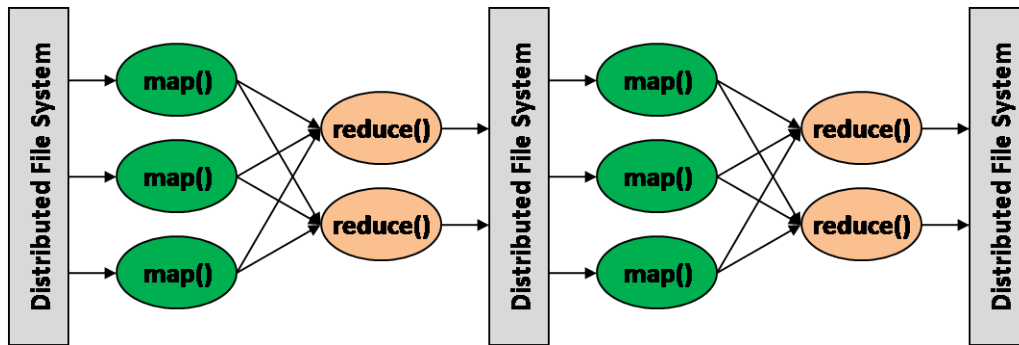 Distributed File System
map()
map()
map()
reduce()
reduce()
Distributed File System
map()
map()
map()
reduce()
reduce()
Distributed File System